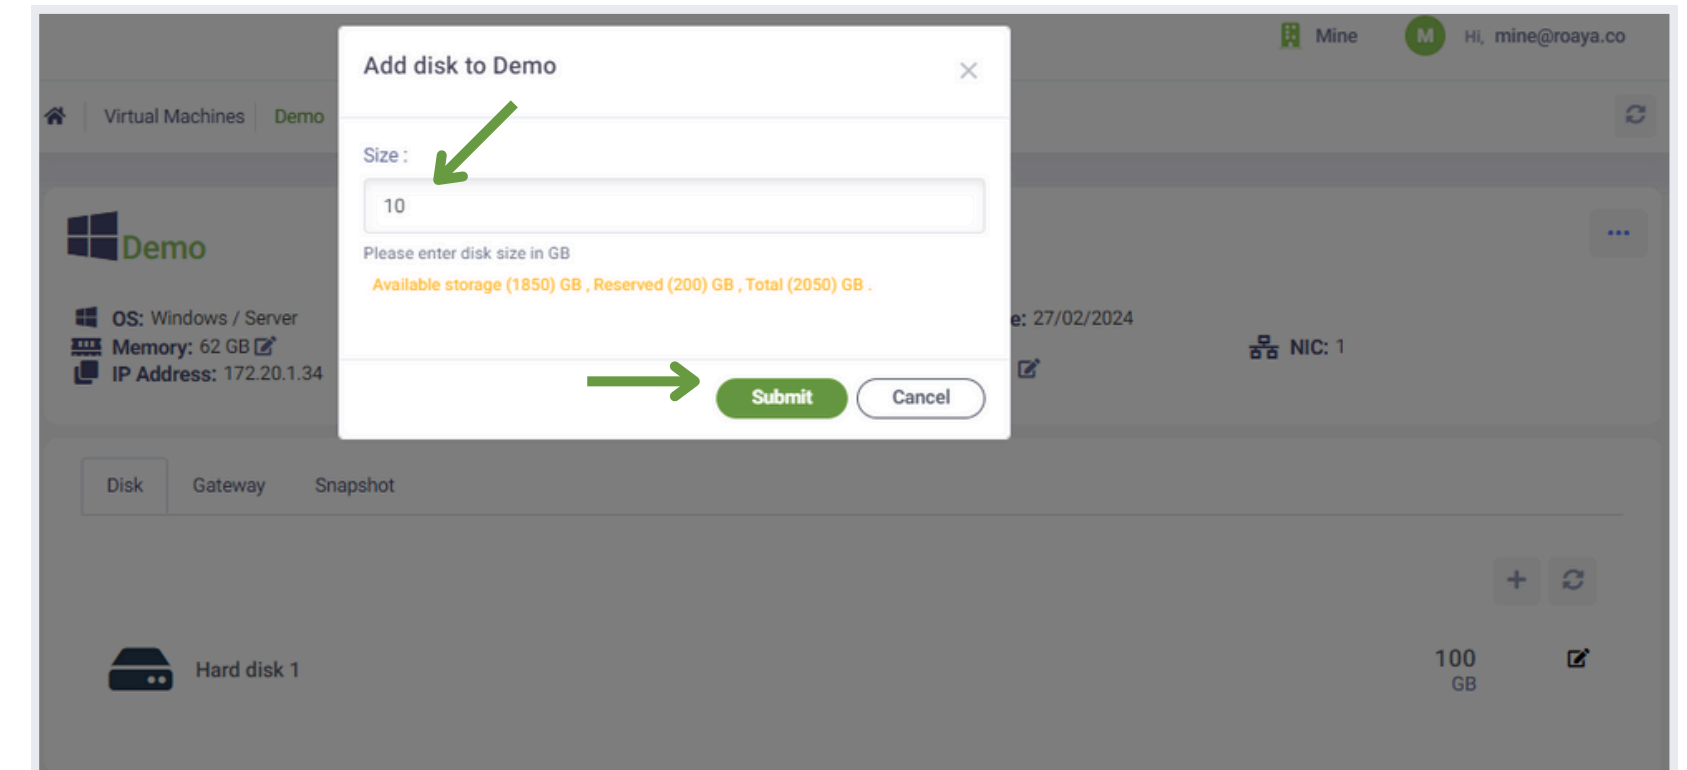 Mine
M
Hi, mine@roaya.co
Add disk to Demo
Virtual Machines
Demo
Size :
10
Please enter disk size in GB
Available storage (1850) GB , Reserved (200) GB , Total (2050) GB .
Submit
Cancel
Demo
OS: Windows / Server
e: 27/02/2024
Memory: 62 GB
NIC: 1
IP Address: 172.20.1.34
Disk
Gateway
Snapshot
Hard disk 1
100
GB